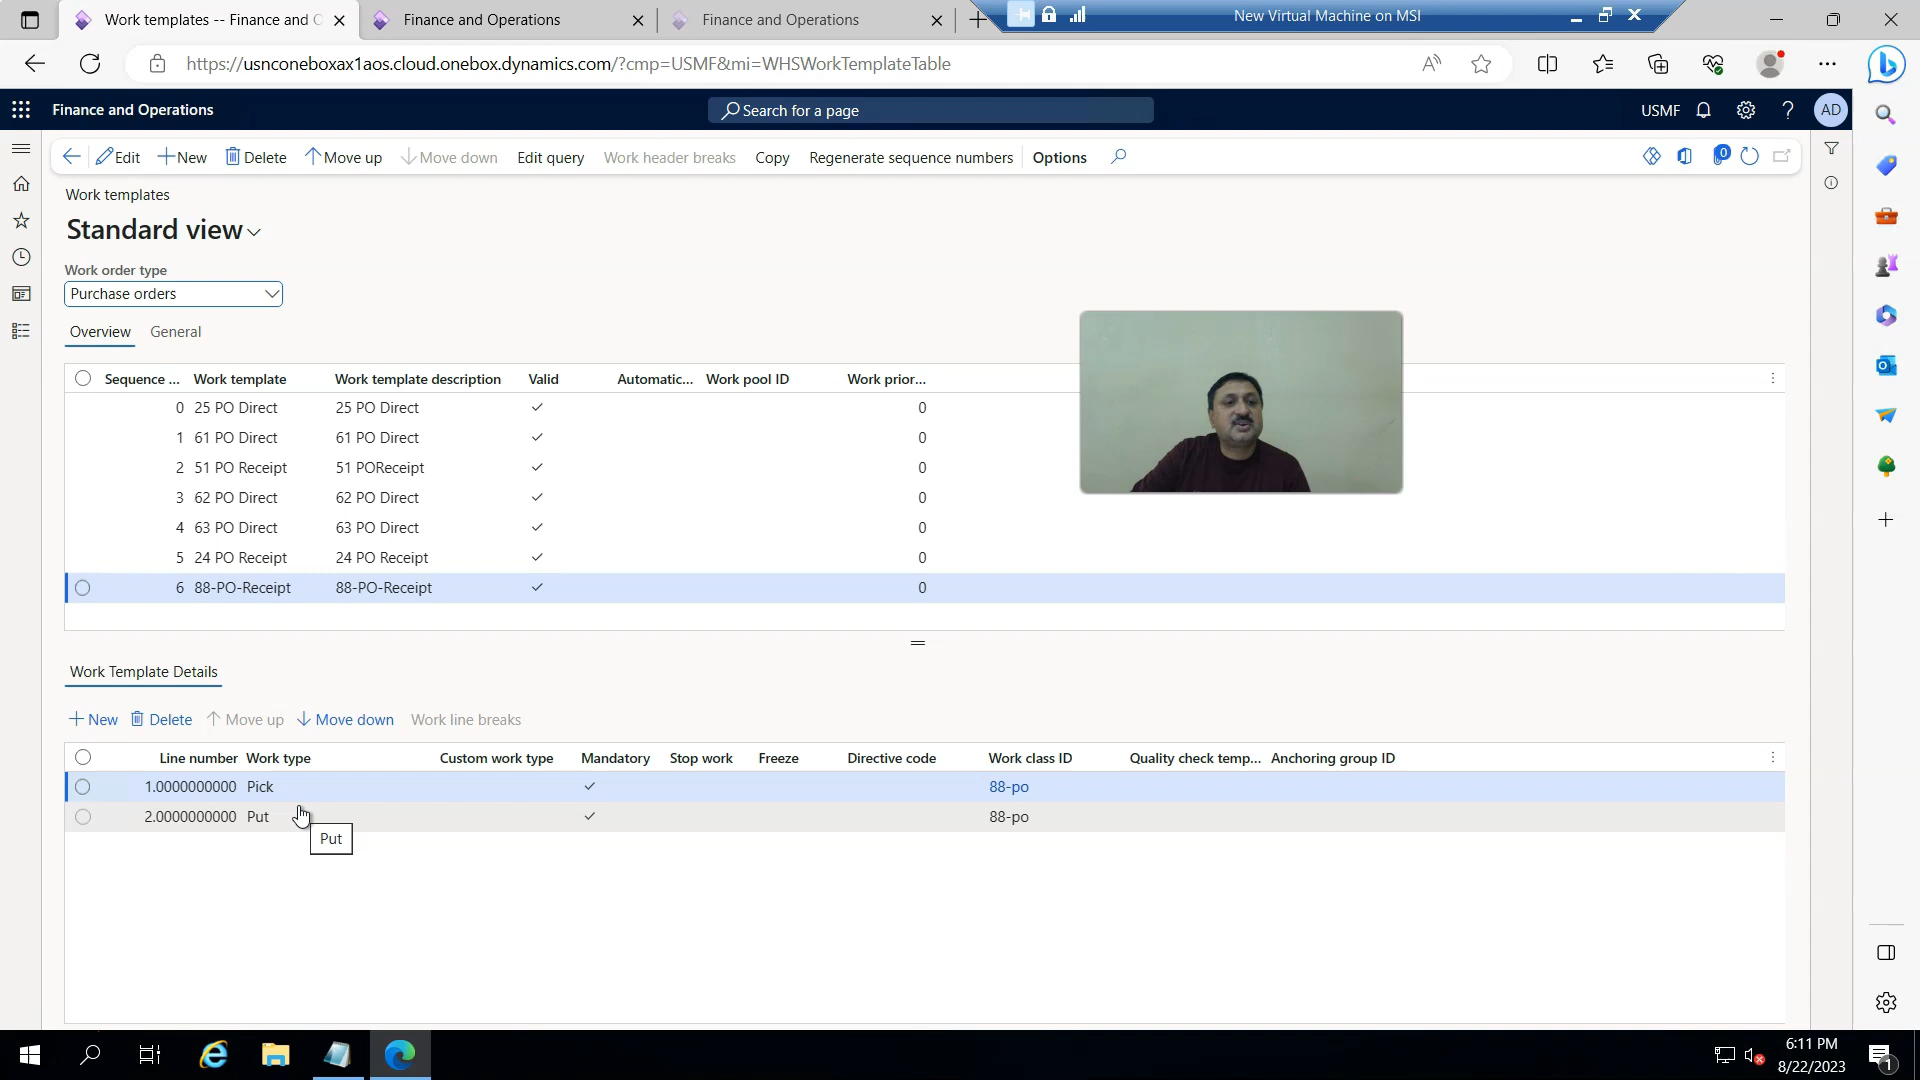 Work templates -- Finance and O
Finance and Operations
Finance and Operations
New Virtual Machine on MSI
https://usnconeboxax1aos.cloud.onebox.dynamics.com/?cmp=USMF&mi=WHSWorkTemplateTable
Finance and Operations
Search for a page
USMF
AD
Edit
New
Delete
Move up
Move down
Edit query
Work header breaks
Copy
Regenerate sequence numbers
Options
0
Work templates
Standard view
Work order type
Purchase orders
Overview General
Sequence ... Work template Work template description Valid Automatic... Work pool ID Work prior...
0 25 PO Direct 25 PO Direct 0
1 61 PO Direct 61 PO Direct 0
2 51 PO Receipt 51 POReceipt 0
3 62 PO Direct 62 PO Direct 0
4 63 PO Direct 63 PO Direct 0
5 24 PO Receipt 24 PO Receipt 0
6 88-PO-Receipt 88-PO-Receipt 0
Work Template Details
New Delete Move up Move down Work line breaks
Line number Work type Custom work type Mandatory Stop work Freeze Directive code Work class ID Quality check temp... Anchoring group ID
1.0000000000 Pick 88-po
2.0000000000 Put 88-po
Put
6:11 PM
8/22/2023
1